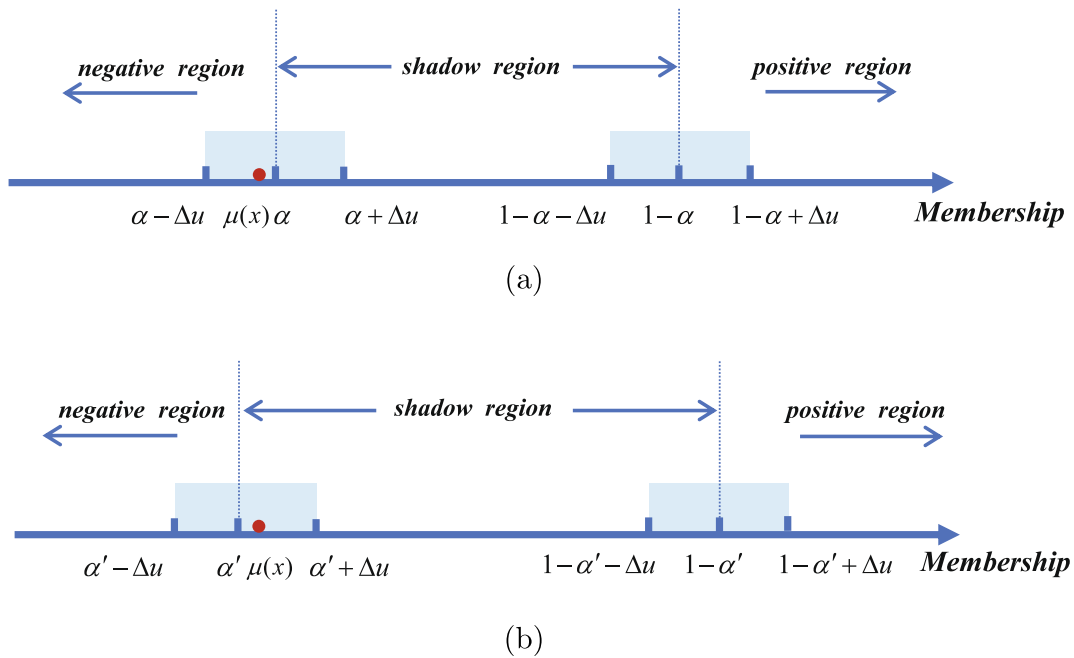 negative region shadow region positive region
α − Δu μ(x) α α + Δu 1 − α − Δu 1 − α 1 − α + Δu Membership
(a)
negative region shadow region positive region
α′ − Δu α′ μ(x) α′ + Δu 1 − α′ − Δu 1 − α′ 1 − α′ + Δu Membership
(b)